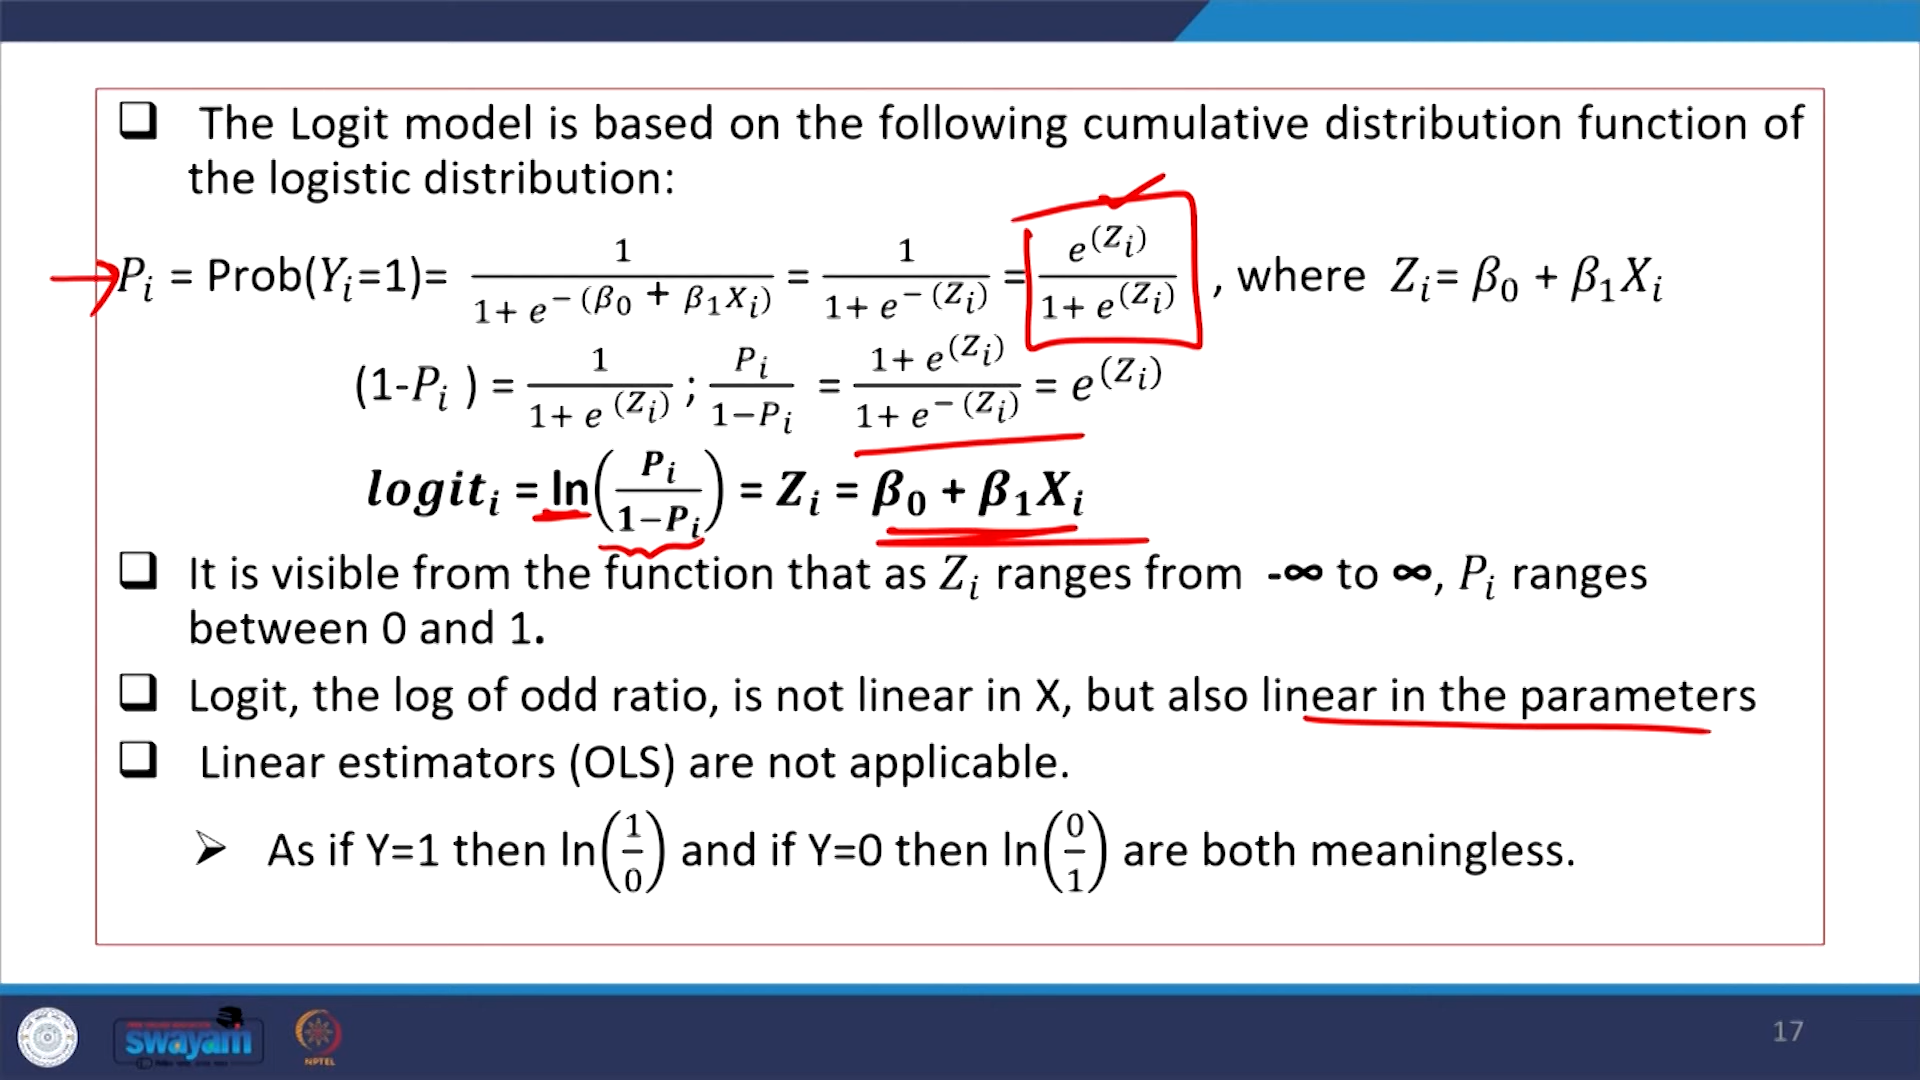 ❑ The Logit model is based on the following cumulative distribution function of
the logistic distribution:
Pᵢ = Prob(Yᵢ=1)= 1/(1+ e^−(β₀ + β₁Xᵢ)) = 1/(1+ e^−(Zᵢ)) = e^(Zᵢ)/(1+ e^(Zᵢ)) , where Zᵢ= β₀ + β₁Xᵢ
(1-Pᵢ ) = 1/(1+ e^(Zᵢ)) ; Pᵢ/(1−Pᵢ) = (1+ e^(Zᵢ))/(1+ e^−(Zᵢ)) = e^(Zᵢ)
logitᵢ = ln(Pᵢ/(1−Pᵢ)) = Zᵢ = β₀ + β₁Xᵢ
❑ It is visible from the function that as Zᵢ ranges from -∞ to ∞, Pᵢ ranges
between 0 and 1.
❑ Logit, the log of odd ratio, is not linear in X, but also linear in the parameters
❑ Linear estimators (OLS) are not applicable.
➢ As if Y=1 then ln(1/0) and if Y=0 then ln(0/1) are both meaningless.
swayam
NPTEL
17